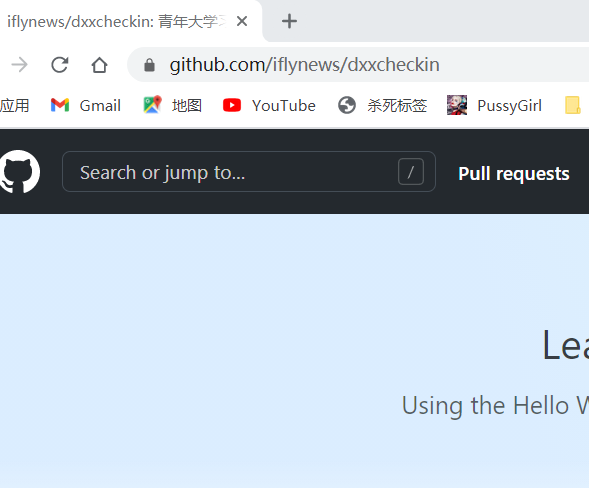 iflynews/dxxcheckin: 青年大学
github.com/iflynews/dxxcheckin
应用 Gmail 地图 YouTube 杀死标签 PussyGirl
Search or jump to... / Pull requests
Lea
Using the Hello W